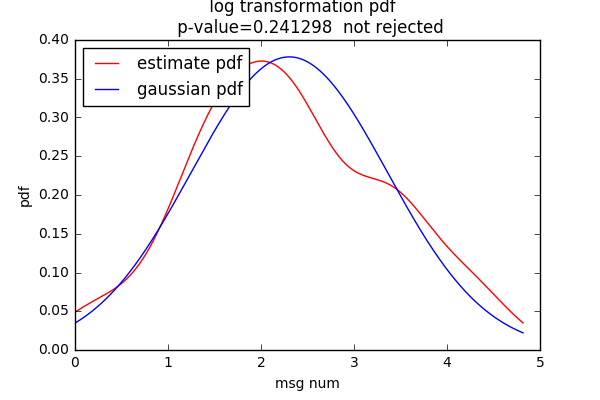 log transformation pdf
p-value=0.241298  not rejected
0.40
0.35
0.30
0.25
0.20
0.15
0.10
0.05
0.00
pdf
estimate pdf
gaussian pdf
0 1 2 3 4 5
msg num